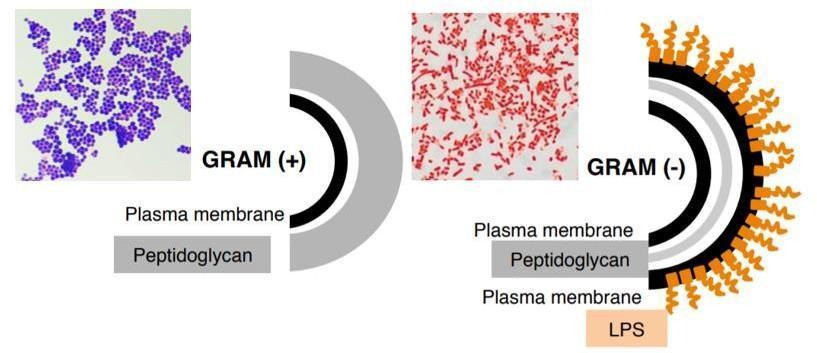 GRAM (+)
Plasma membrane
Peptidoglycan
GRAM (-)
Plasma membrane
Peptidoglycan
Plasma membrane
LPS